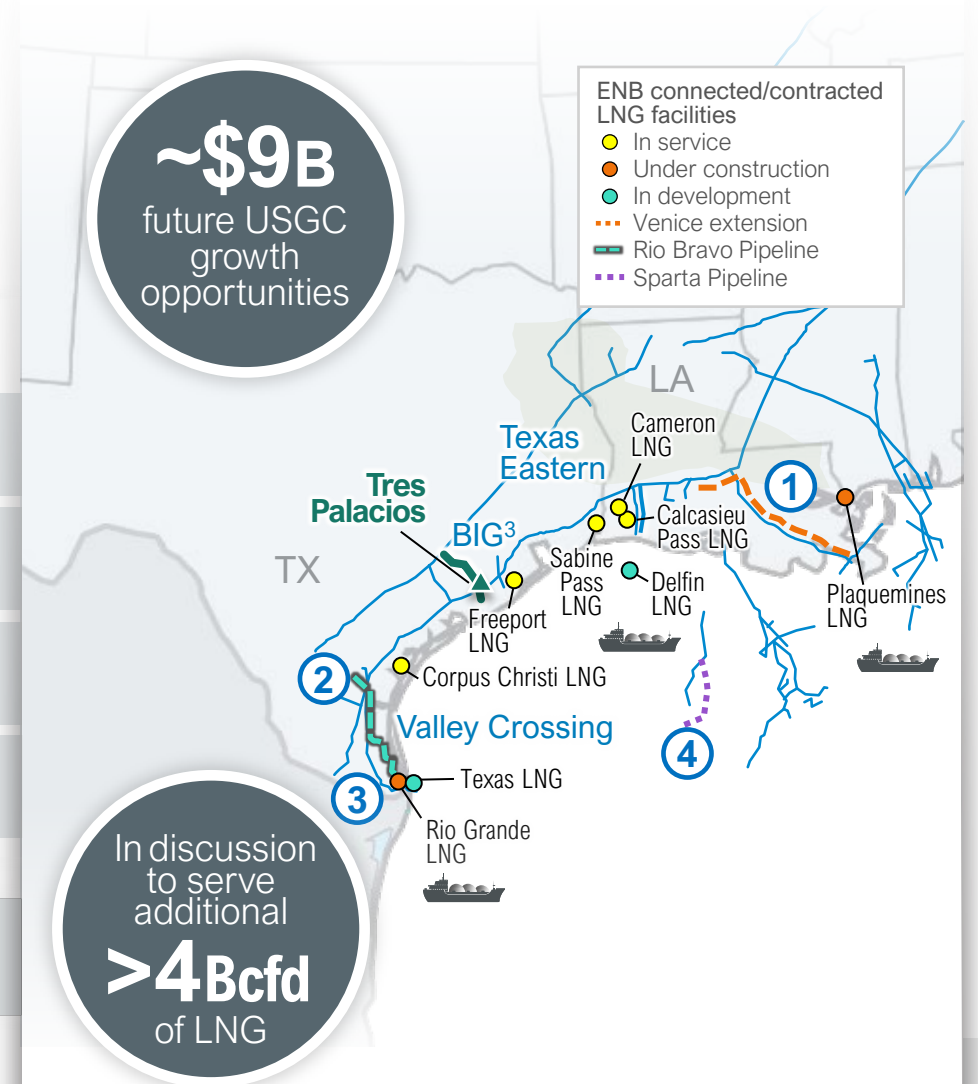 ~$9B
future USGC
growth
opportunities
ENB connected/contracted
LNG facilities
In service
Under construction
In development
Venice extension
Rio Bravo Pipeline
Sparta Pipeline
LA
Cameron
LNG
Texas
Eastern
Tres
Palacios
1
BIG³
Calcasieu
Pass LNG
Sabine
Pass
LNG
TX
Delfin
LNG
Plaquemines
LNG
Freeport
LNG
2
Corpus Christi LNG
Valley Crossing
4
3
Texas LNG
Rio Grande
LNG
In discussion
to serve
additional
>4Bcfd
of LNG